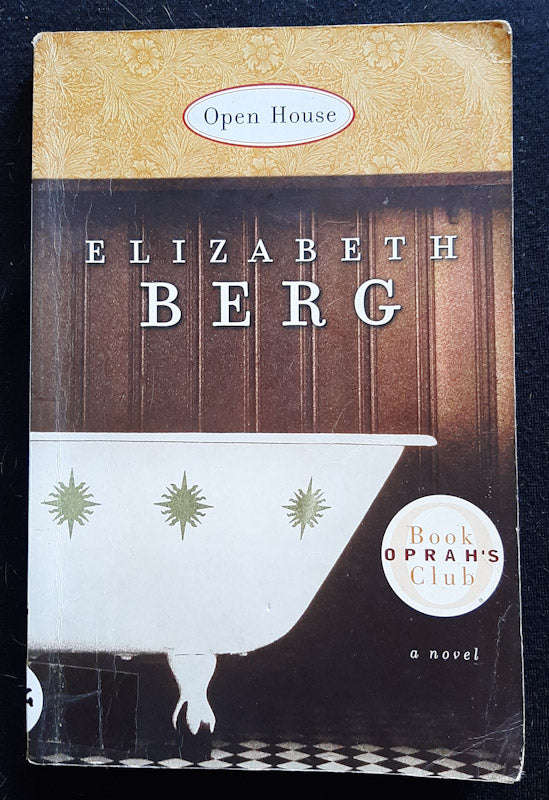 Open House
ELIZABETH
BERG
Book
OPRAH'S
Club
a novel